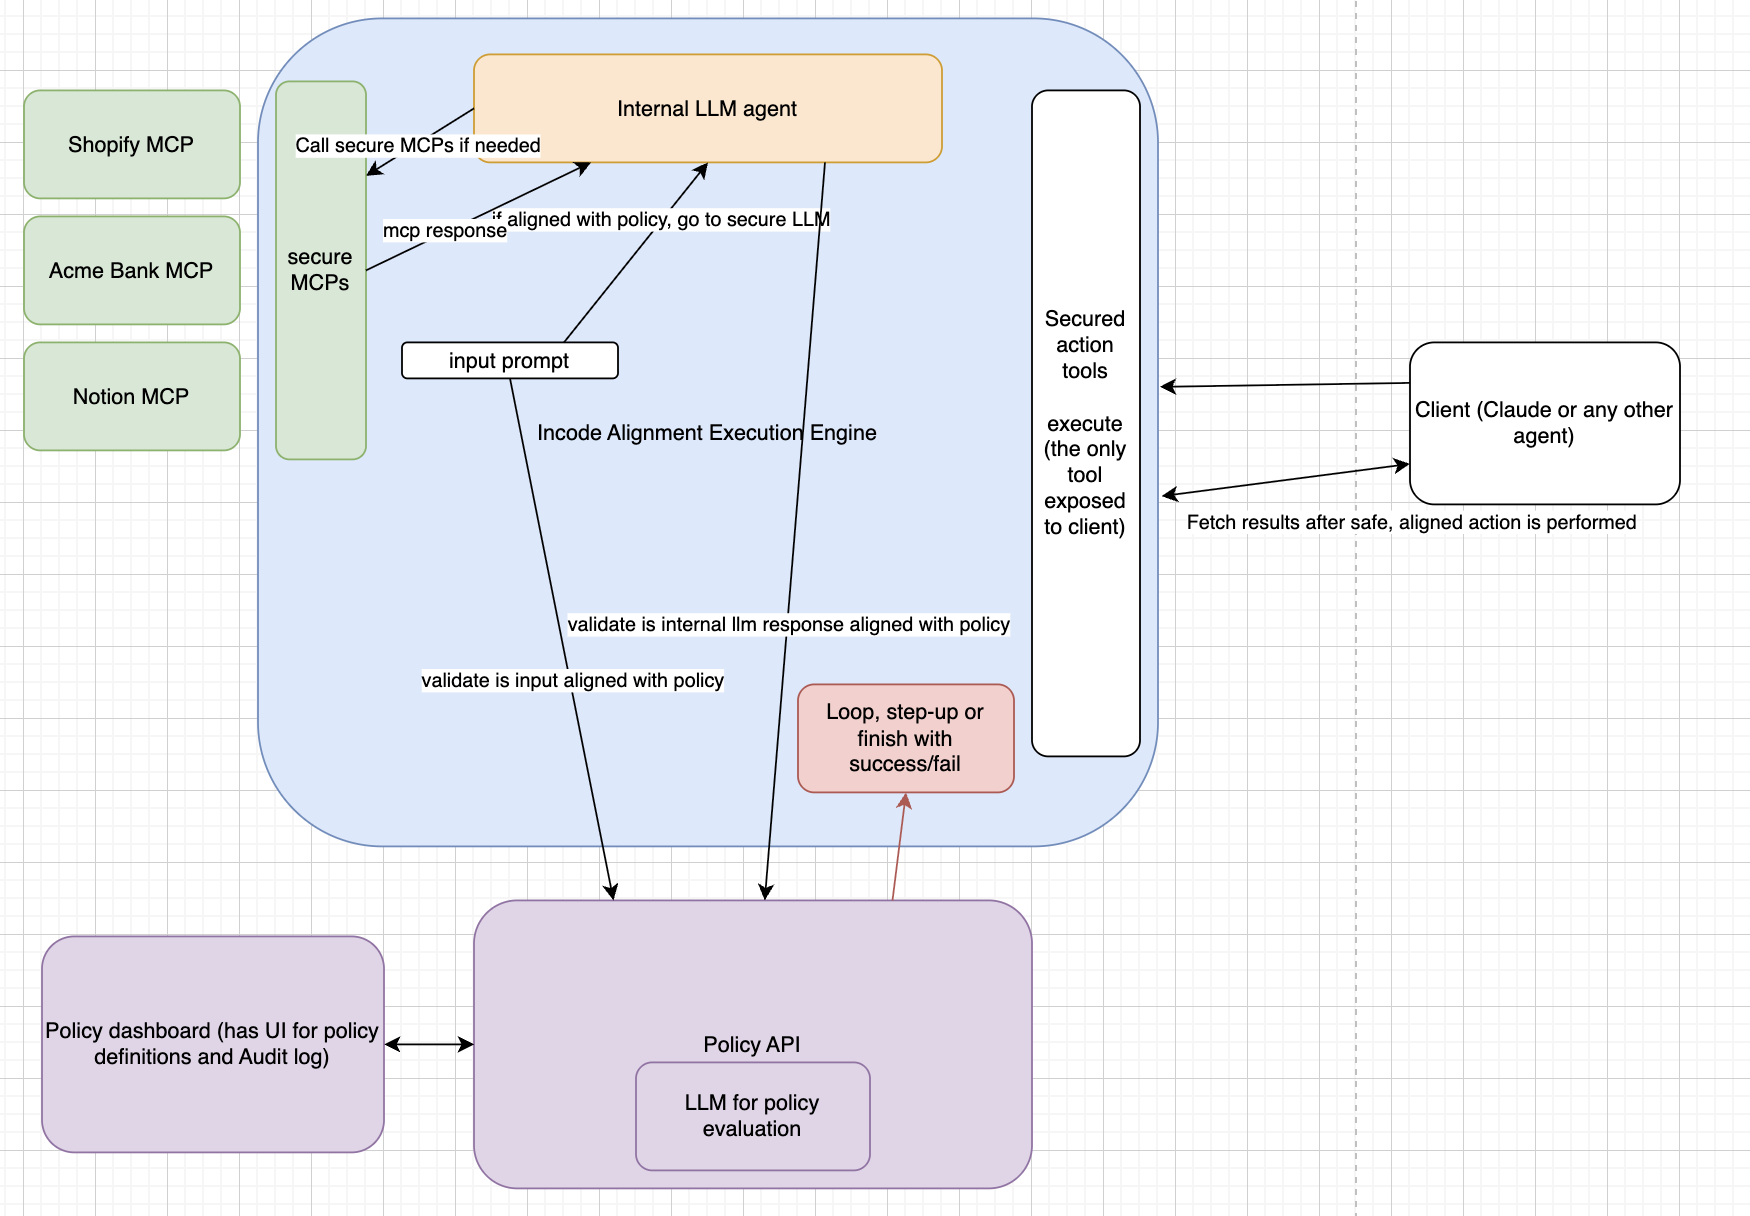 Internal LLM agent
Shopify MCP
Call secure MCPs if needed
if aligned with policy, go to secure LLM
mcp response
secure
MCPs
Acme Bank MCP
Notion MCP
input prompt
Incode Alignment Execution Engine
Secured
action
tools
execute
(the only
tool
exposed
to client)
Client (Claude or any other
agent)
Fetch results after safe, aligned action is performed
validate is internal llm response aligned with policy
validate is input aligned with policy
Loop, step-up or
finish with
success/fail
Policy dashboard (has UI for policy
definitions and Audit log)
Policy API
LLM for policy
evaluation